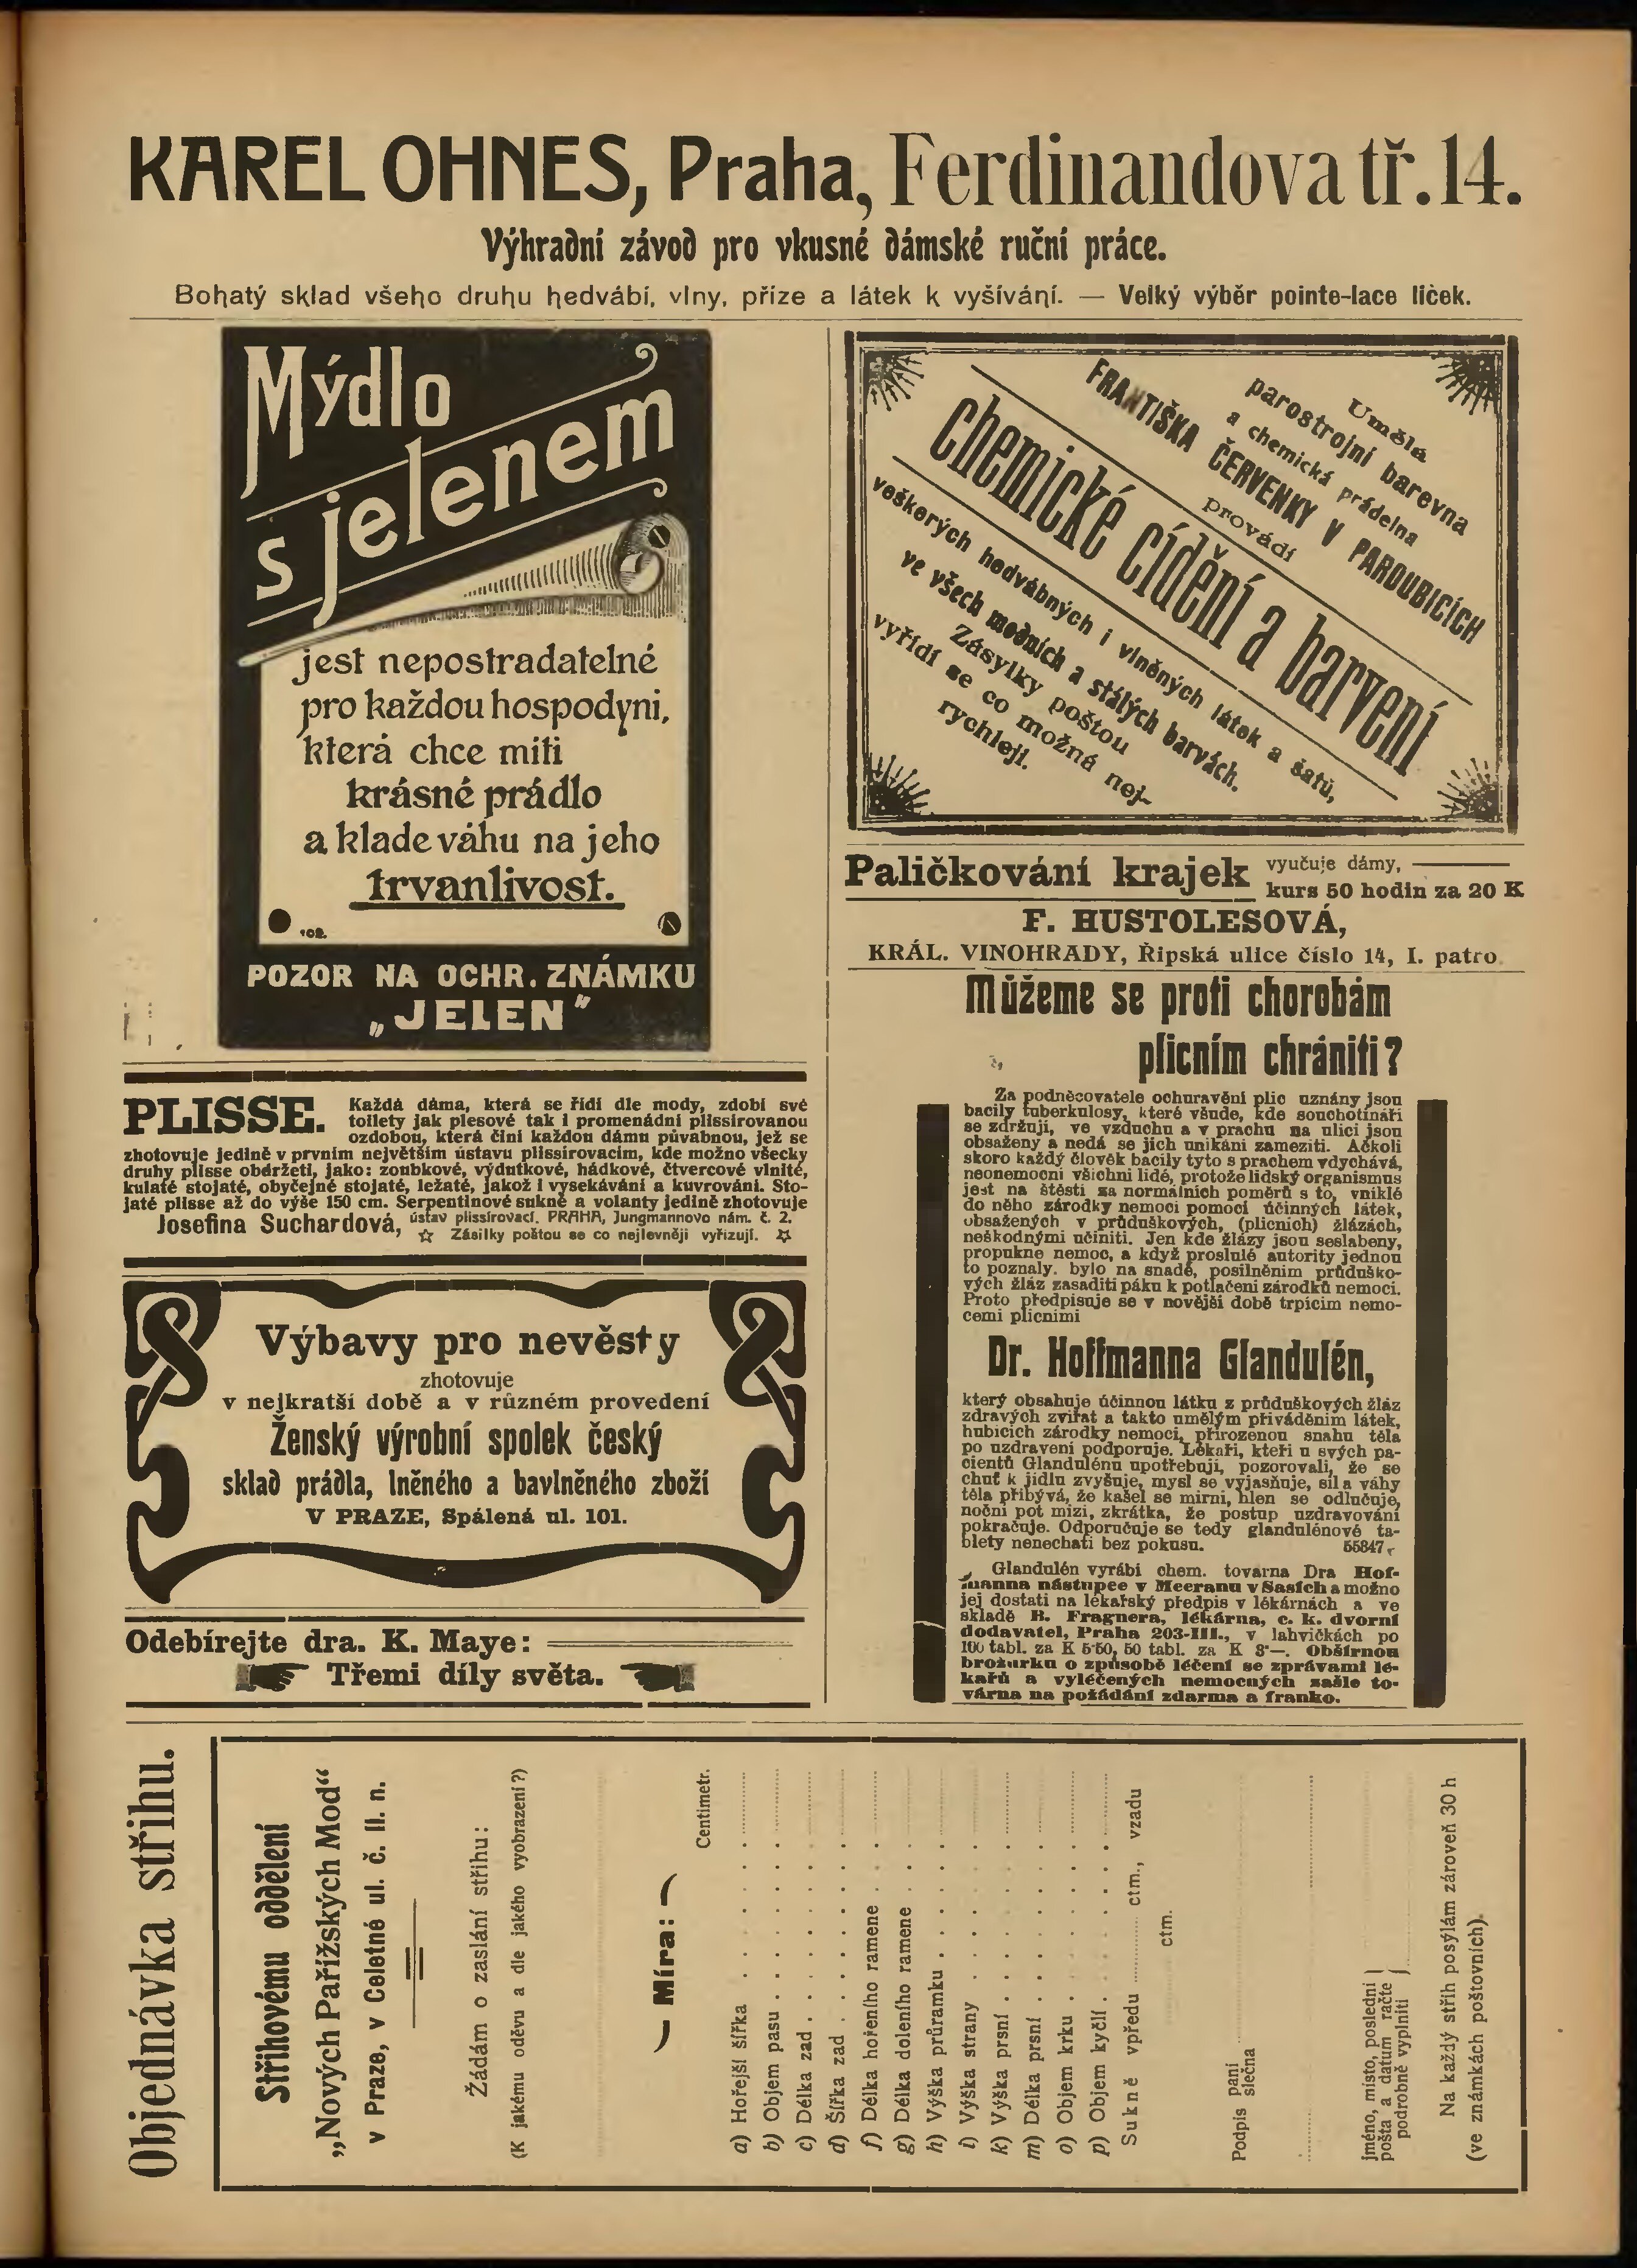 KAREL OHNES, Praha, Ferdinandova tř. 14.
Výhradní závod pro vkusné dámské ruční práce.
Bohatý sklad všeho druhu hedvábí, vlny, příze a látek k vyšívání. — Velký výběr pointe-lace liček.
Mýdlo
s jelenem
jest nepostradatelné
pro každou hospodyni,
která chce míti
krásné prádlo
a klade váhu na jeho
trvanlivost.
102.
POZOR NA OCHR. ZNÁMKU
„JELEN"
PLISSE. Každá dáma, která se řídí dle mody, zdobí své
toilety jak plesové tak i promenádní plissírovanou
ozdobou, která činí každou dámu půvabnou, jež se
zhotovuje jedině v prvním největším ústavu plissírovacím, kde možno všecky
druhy plisse obdržeti, jako: zoubkové, výdutkové, hádkové, čtvercové vlnité,
kulaté stojaté, obyčejné stojaté, ležaté, jakož i vysekávání a kuvrování. Sto-
jaté plisse až do výše 150 cm. Serpentinové sukně a volanty jedině zhotovuje
Josefina Suchardová, ústav plissírovací. PRAHA, Jungmannovo nám. č. 2.
☆ Zásilky poštou se co nejlevněji vyřizují. ☆
Výbavy pro nevěsty
zhotovuje
v nejkratší době a v různém provedení
Ženský výrobní spolek český
sklad prádla, lněného a bavlněného zboží
V PRAZE, Spálená ul. 101.
Odebírejte dra. K. Maye:
Třemi díly světa.
Umělá
parostrojní barevna
a chemická prádelna
FRANTIŠKA ČERVENKY V PARDUBICÍCH
provádí
chemické cídění a barvení
veškerých hedvábných i vlněných látek a šatů,
ve všech modních a stálých barvách.
Zásylky poštou
vyřídí se co možná nej-
rychleji.
Paličkování krajek vyučuje dámy,
kurs 50 hodin za 20 K
F. HUSTOLESOVÁ,
KRÁL. VINOHRADY, Řipská ulice číslo 14, I. patro.
Můžeme se proti chorobám
plicním chrániti?
Za podněcovatele ochuravění plic uznány jsou
bacily tuberkulosy, které všude, kde souchotináři
se zdržují, ve vzduchu a v prachu na ulici jsou
obsaženy a nedá se jich unikání zameziti. Ačkoli
skoro každý člověk bacily tyto s prachem vdychává,
neonemocní všichni lidé, protože lidský organismus
jest na štěstí za normálních poměrů s to, vniklé
do něho zárodky nemoci pomocí účinných látek,
obsažených v průduškových, (plicních) žlázách,
neškodnými učiniti. Jen kde žlázy jsou seslabeny,
propukne nemoc, a když proslulé autority jednou
to poznaly. bylo na snadě, posilněním průduško-
vých žláz zasaditi páku k potlačení zárodků nemoci.
Proto předpisuje se v novější době trpícím nemo-
cemi plicními
Dr. Hoffmanna Glandulén,
který obsahuje účinnou látku z průduškových žláz
zdravých zvířat a takto umělým přiváděním látek,
hubících zárodky nemoci, přirozenou snahu těla
po uzdravení podporuje. Lékaři, kteří u svých pa-
cientů Glandulénu upotřebují, pozorovali, že se
chuť k jídlu zvyšuje, mysl se vyjasňuje, síl a váhy
těla přibývá, že kašel se mírní, hlen se odlučuje,
noční pot mizí, zkrátka, že postup uzdravování
pokračuje. Odporučuje se tedy glandulénové ta-
blety nenechati bez pokusu. 55847
Glandulén vyrábí chem. tovarna Dra Hof-
manna nástupce v Meeranu v Sasích a možno
jej dostati na lékařský předpis v lékárnách a ve
skladě B. Fragnera, lékárna, c. k. dvorní
dodavatel, Praha 203-III., v lahvičkách po
100 tabl. za K 5·50, 50 tabl. za K 3·—. Obšírnou
brožurku o způsobě léčení se zprávami lé-
kařů a vyléčených nemocných zašle to-
várna na požádání zdarma a franko.
Objednávka střihu.
Střihovému oddělení
„Nových Pařížských Mod“
v Praze, v Celetné ul. č. II. n.
Žádám o zaslání střihu:
(K jakému oděvu a dle jakého vyobrazení?)
Míra:
Centimetr.
a) Hořejší šířka
b) Objem pasu
c) Délka zad
d) Šířka zad
f) Délka hořeního ramene
g) Délka doleního ramene
h) Výška průramku
i) Výška strany
k) Výška prsní
m) Délka prsní
o) Objem krku
p) Objem kyčlí
Sukně vpředu ctm., vzadu
ctm.
Podpis paní
slečna
jméno, místo, poslední
pošta a datum račte
podrobně vyplniti
Na každý střih posýlám zároveň 30 h
(ve známkách poštovních).